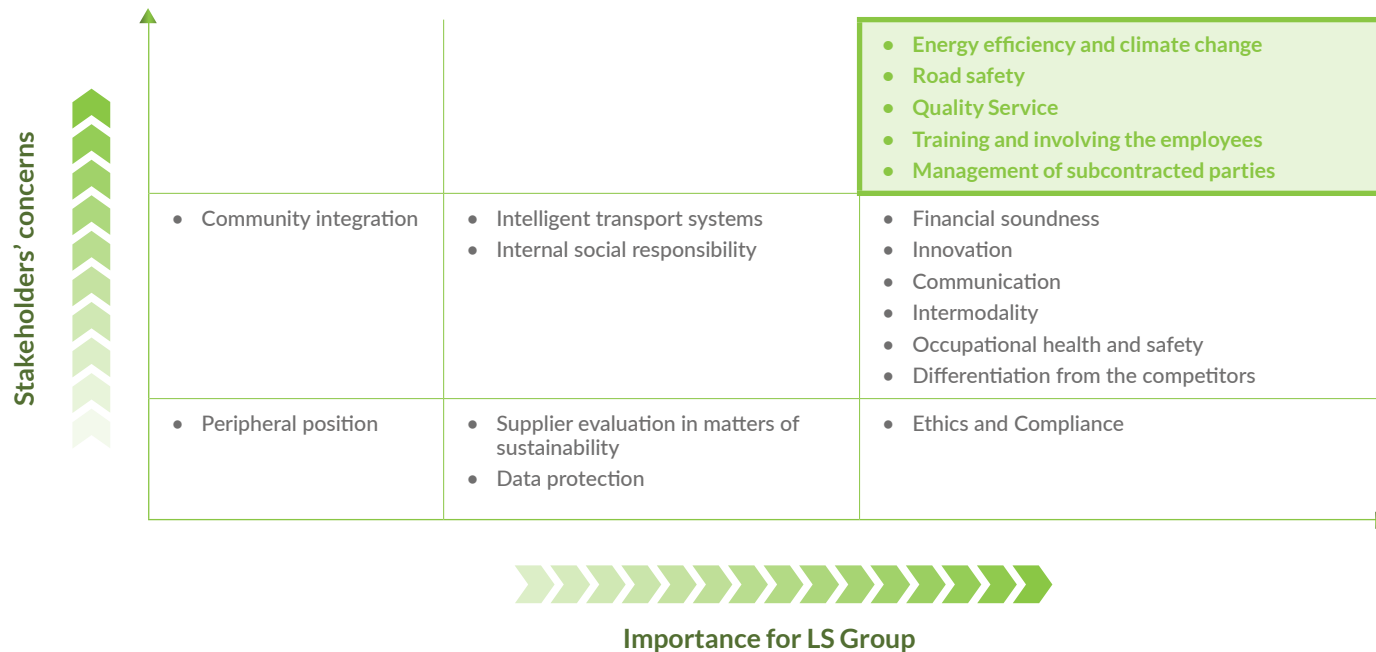 Stakeholders’ concerns
• Energy efficiency and climate change
• Road safety
• Quality Service
• Training and involving the employees
• Management of subcontracted parties
• Community integration
• Intelligent transport systems
• Internal social responsibility
• Financial soundness
• Innovation
• Communication
• Intermodality
• Occupational health and safety
• Differentiation from the competitors
• Peripheral position
• Supplier evaluation in matters of
sustainability
• Data protection
• Ethics and Compliance
Importance for LS Group